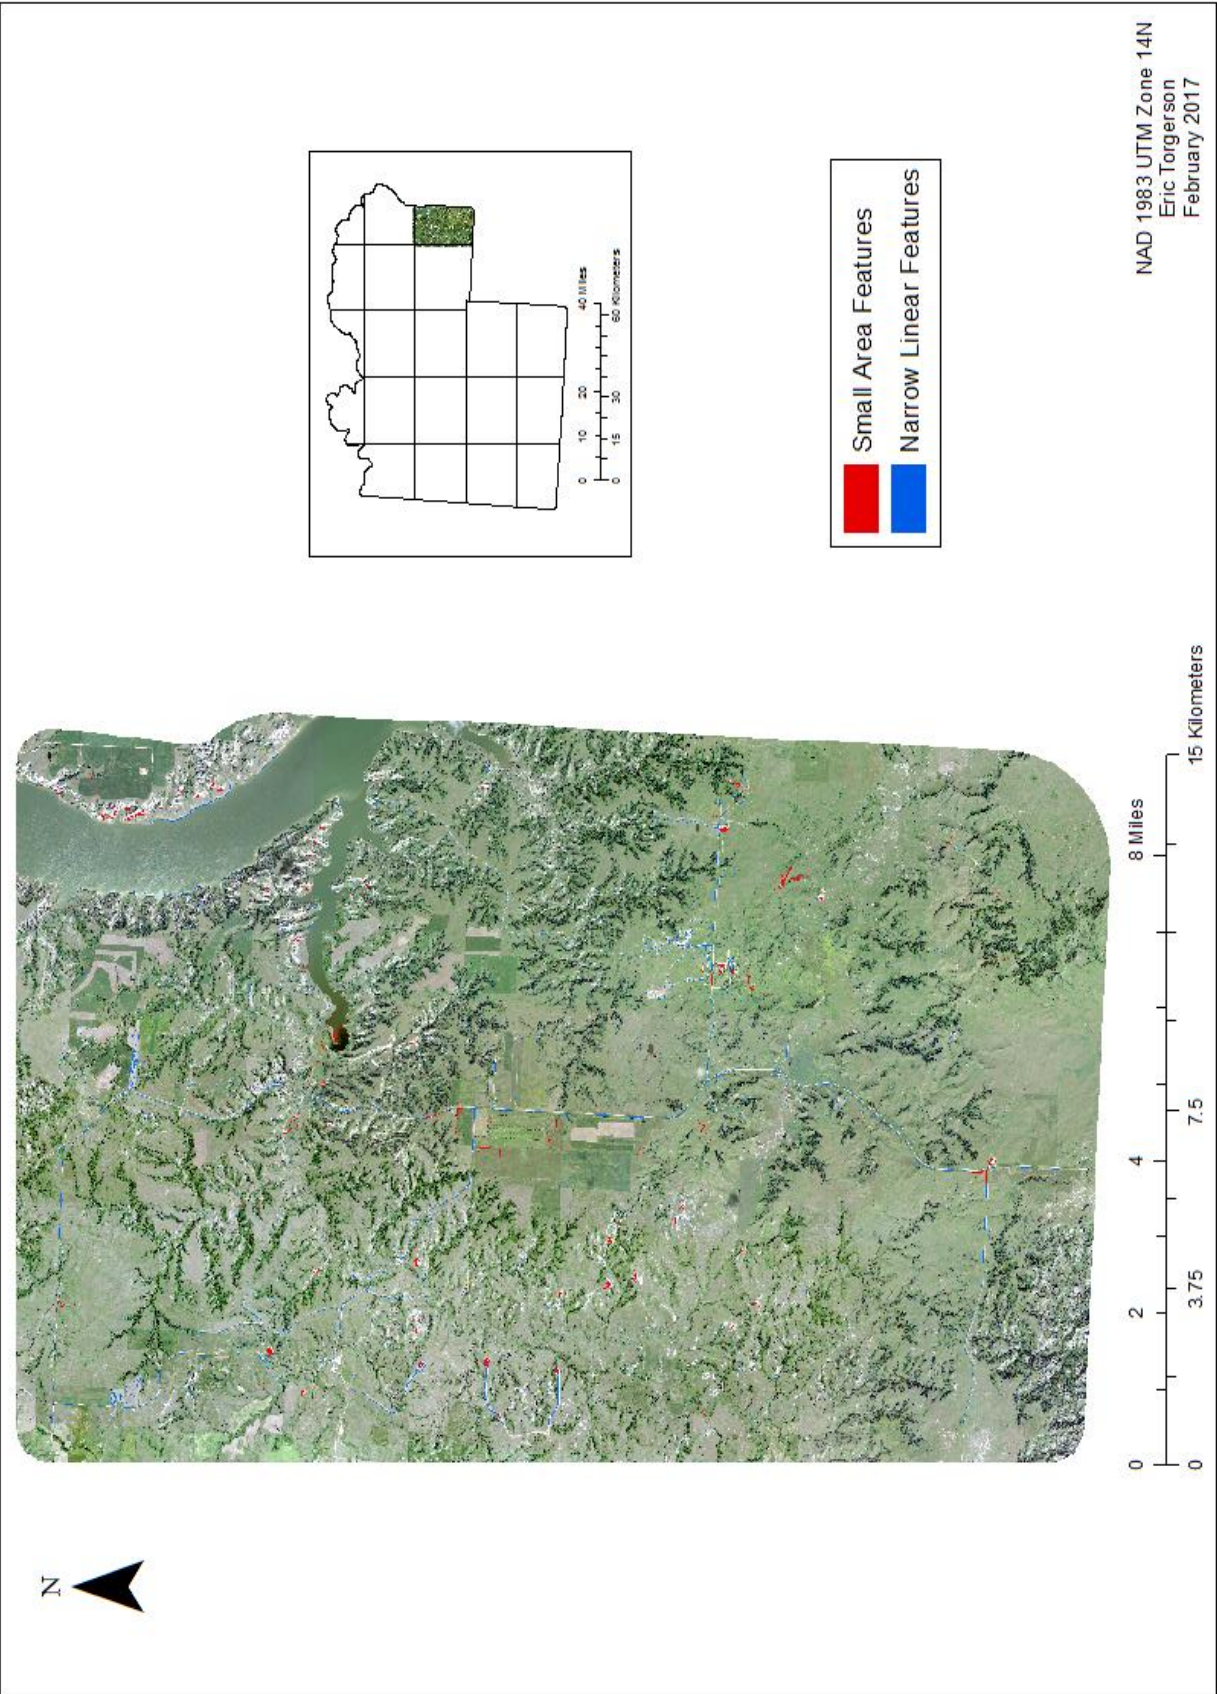 N
NAD 1983 UTM Zone 14N
Eric Torgerson
February 2017
0 10 20 40 Miles
0 15 30 60 Kilometers
Small Area Features
Narrow Linear Features
0 2 4 8 Miles
0 3.75 7.5 15 Kilometers